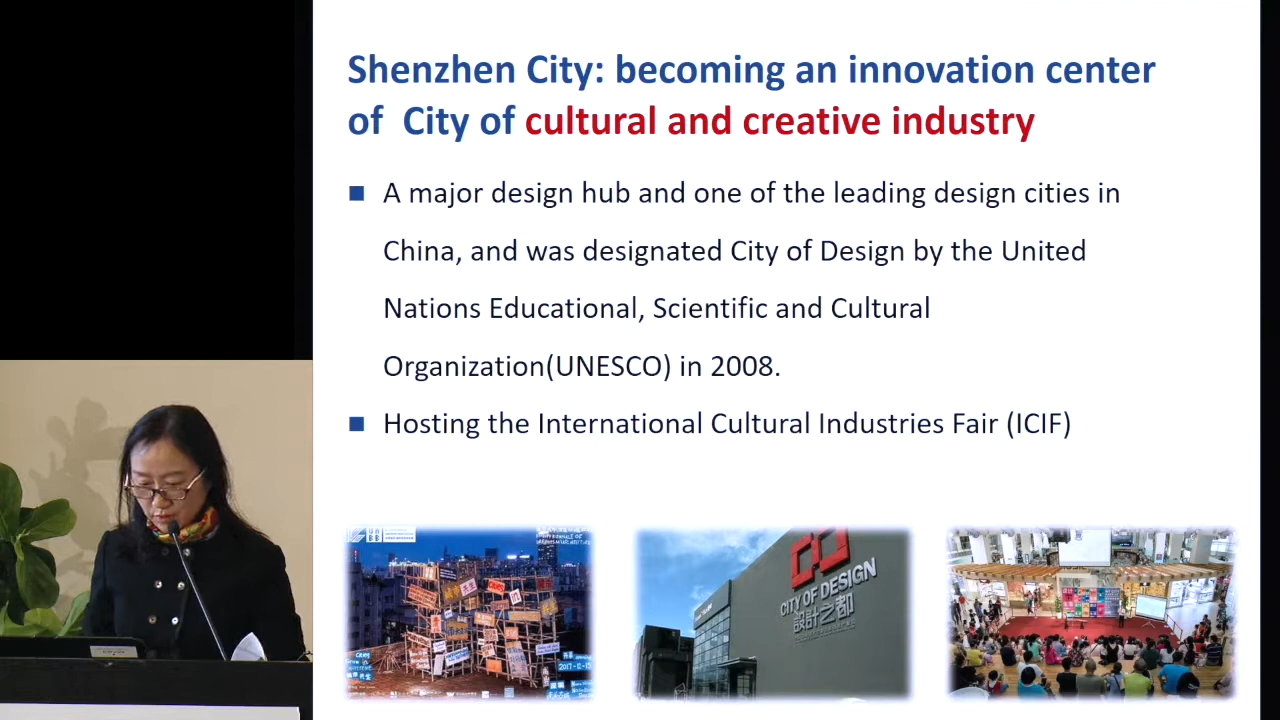 Shenzhen City: becoming an innovation center
of City of cultural and creative industry
A major design hub and one of the leading design cities in
China, and was designated City of Design by the United
Nations Educational, Scientific and Cultural
Organization(UNESCO) in 2008.
Hosting the International Cultural Industries Fair (ICIF)
CITY OF DESIGN
設計之都